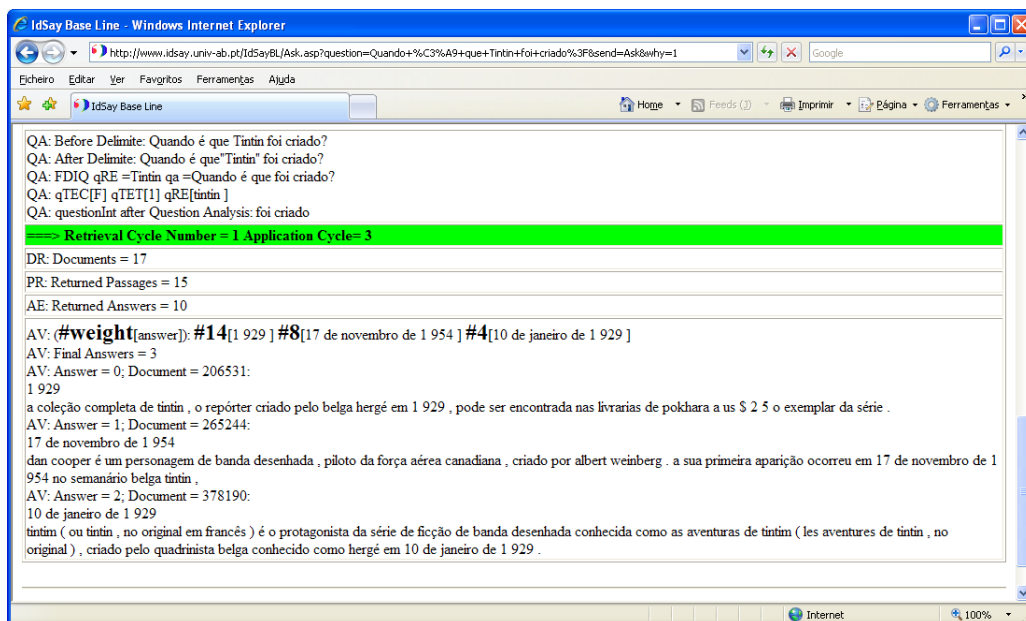 IdSay Base Line - Windows Internet Explorer
http://www.idsay.univ-ab.pt/IdSayBL/Ask.asp?question=Quando+%C3%A9+que+Tintin+foi+criado%3F&send=Ask&why=1
Google
Ficheiro Editar Ver Favoritos Ferramentas Ajuda
IdSay Base Line
Home Feeds (J) Imprimir Página Ferramentas
QA: Before Delimite: Quando é que Tintin foi criado?
QA: After Delimite: Quando é que"Tintin" foi criado?
QA: FDIQ qRE =Tintin qa =Quando é que foi criado?
QA: qTEC[F] qTET[1] qRE[tintin ]
QA: questionInt after Question Analysis: foi criado
===> Retrieval Cycle Number = 1 Application Cycle= 3
DR: Documents = 17
PR: Returned Passages = 15
AE: Returned Answers = 10
AV: (#weight[answer]): #14[1 929 ] #8[17 de novembro de 1 954 ] #4[10 de janeiro de 1 929 ]
AV: Final Answers = 3
AV: Answer = 0; Document = 206531:
1 929
a coleção completa de tintin , o repórter criado pelo belga hergé em 1 929 , pode ser encontrada nas livrarias de pokhara a us $ 2 5 o exemplar da série .
AV: Answer = 1; Document = 265244:
17 de novembro de 1 954
dan cooper é um personagem de banda desenhada , piloto da força aérea canadiana , criado por albert weinberg . a sua primeira aparição ocorreu em 17 de novembro de 1
954 no semanário belga tintin ,
AV: Answer = 2; Document = 378190:
10 de janeiro de 1 929
tintim ( ou tintin , no original em francês ) é o protagonista da série de ficção de banda desenhada conhecida como as aventuras de tintim ( les aventures de tintin , no
original ) , criado pelo quadrinista belga conhecido como hergé em 10 de janeiro de 1 929 .
Internet 100%